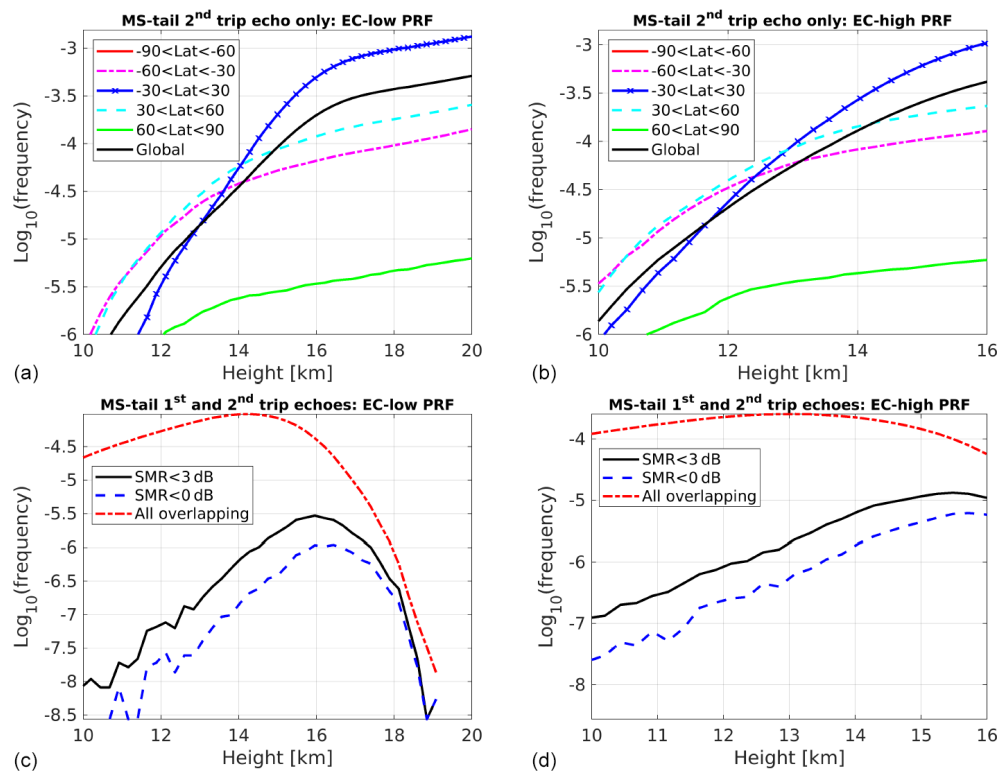 MS-tail 2nd trip echo only: EC-low PRF
-3
-3.5
-4
-4.5
-5
-5.5
-6
Log10(frequency)
-90<Lat<-60
-60<Lat<-30
-30<Lat<30
30<Lat<60
60<Lat<90
Global
10 12 14 16 18 20
Height [km]
(a)
MS-tail 2nd trip echo only: EC-high PRF
-3
-3.5
-4
-4.5
-5
-5.5
-6
Log10(frequency)
-90<Lat<-60
-60<Lat<-30
-30<Lat<30
30<Lat<60
60<Lat<90
Global
10 12 14 16
Height [km]
(b)
MS-tail 1st and 2nd trip echoes: EC-low PRF
-4.5
-5
-5.5
-6
-6.5
-7
-7.5
-8
-8.5
Log10(frequency)
SMR<3 dB
SMR<0 dB
All overlapping
10 12 14 16 18 20
Height [km]
(c)
MS-tail 1st and 2nd trip echoes: EC-high PRF
-4
-5
-6
-7
-8
Log10(frequency)
SMR<3 dB
SMR<0 dB
All overlapping
10 11 12 13 14 15 16
Height [km]
(d)